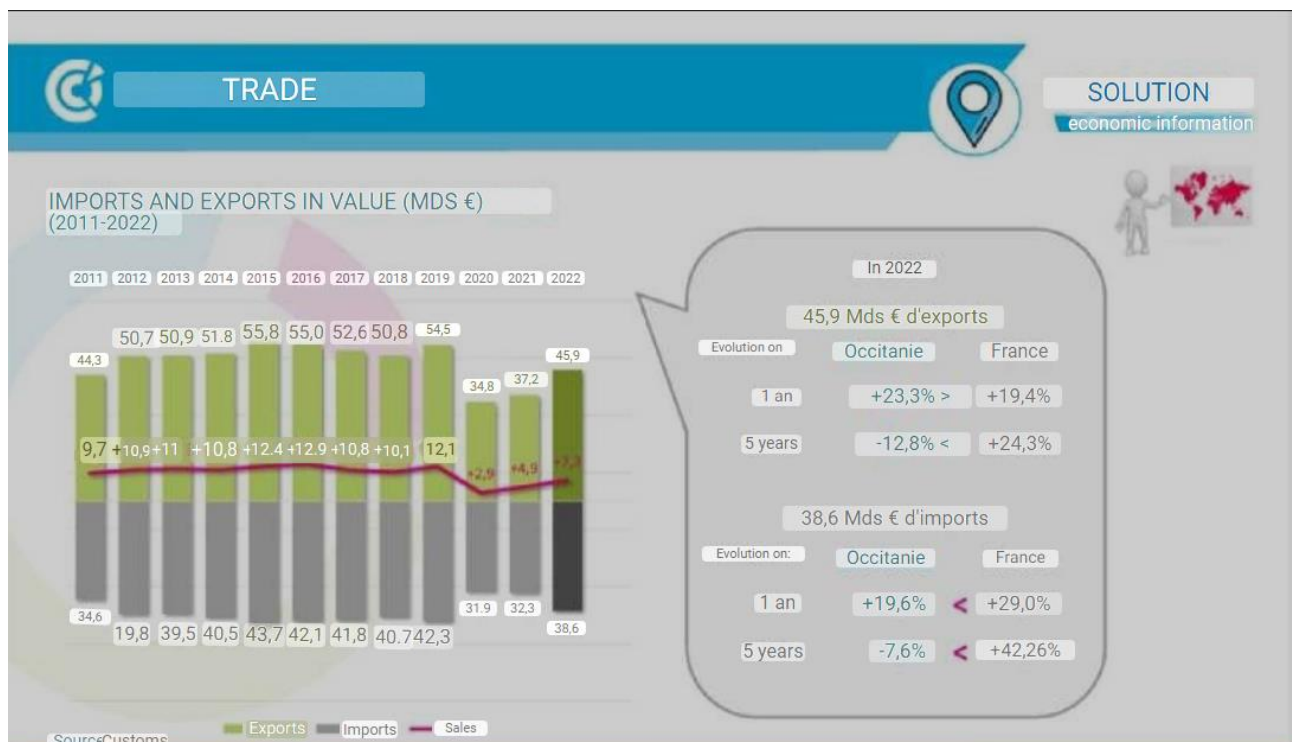 TRADE
SOLUTION
economic information
IMPORTS AND EXPORTS IN VALUE (MDS €)
(2011-2022)
2011 2012 2013 2014 2015 2016 2017 2018 2019 2020 2021 2022
44,3 50,7 50,9 51.8 55,8 55,0 52,6 50,8 54,5 34,8 37,2 45,9
9,7 +10,9 +11 +10,8 +12.4 +12.9 +10,8 +10,1 12,1 +2,9 +4,9 +7,3
34,6 19,8 39,5 40,5 43,7 42,1 41,8 40.7 42,3 31.9 32,3 38,6
Exports Imports Sales
Source Customs
In 2022
45,9 Mds € d'exports
Evolution on Occitanie France
1 an +23,3% > +19,4%
5 years -12,8% < +24,3%
38,6 Mds € d'imports
Evolution on: Occitanie France
1 an +19,6% < +29,0%
5 years -7,6% < +42,26%